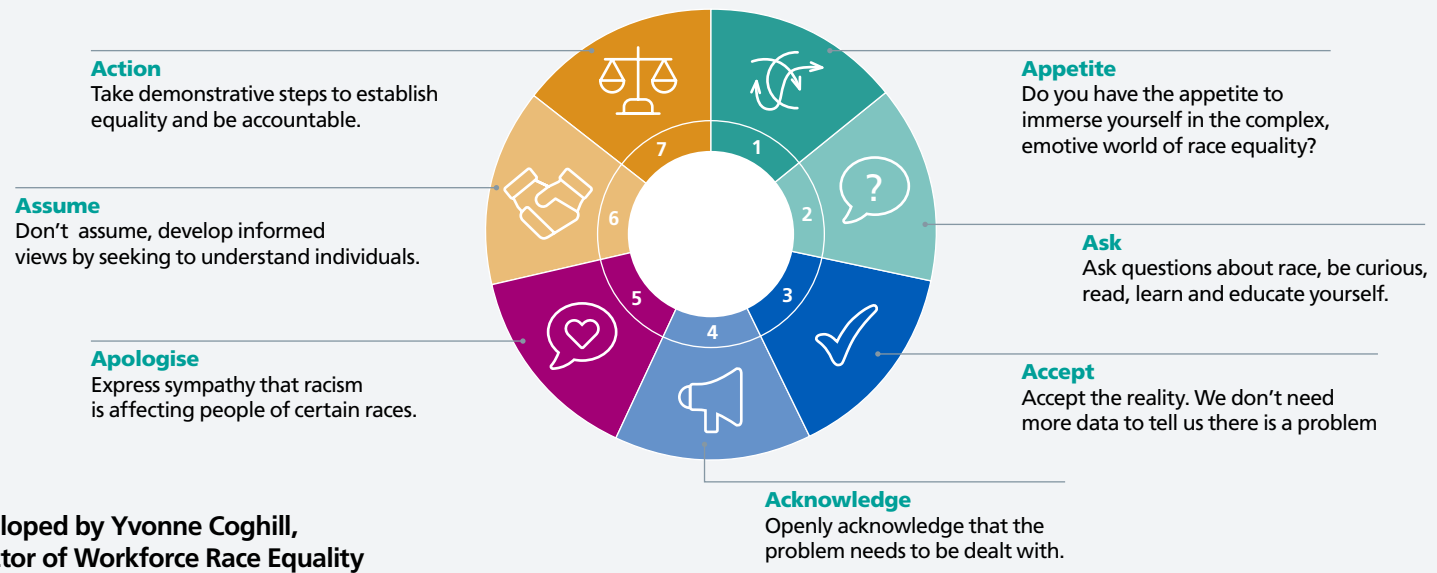 1
Appetite
Do you have the appetite to
immerse yourself in the complex,
emotive world of race equality?
2
?
Ask
Ask questions about race, be curious,
read, learn and educate yourself.
3
Accept
Accept the reality. We don't need
more data to tell us there is a problem
4
Acknowledge
Openly acknowledge that the
problem needs to be dealt with.
5
Apologise
Express sympathy that racism
is affecting people of certain races.
6
Assume
Don't assume, develop informed
views by seeking to understand individuals.
7
Action
Take demonstrative steps to establish
equality and be accountable.
loped by Yvonne Coghill,
tor of Workforce Race Equality